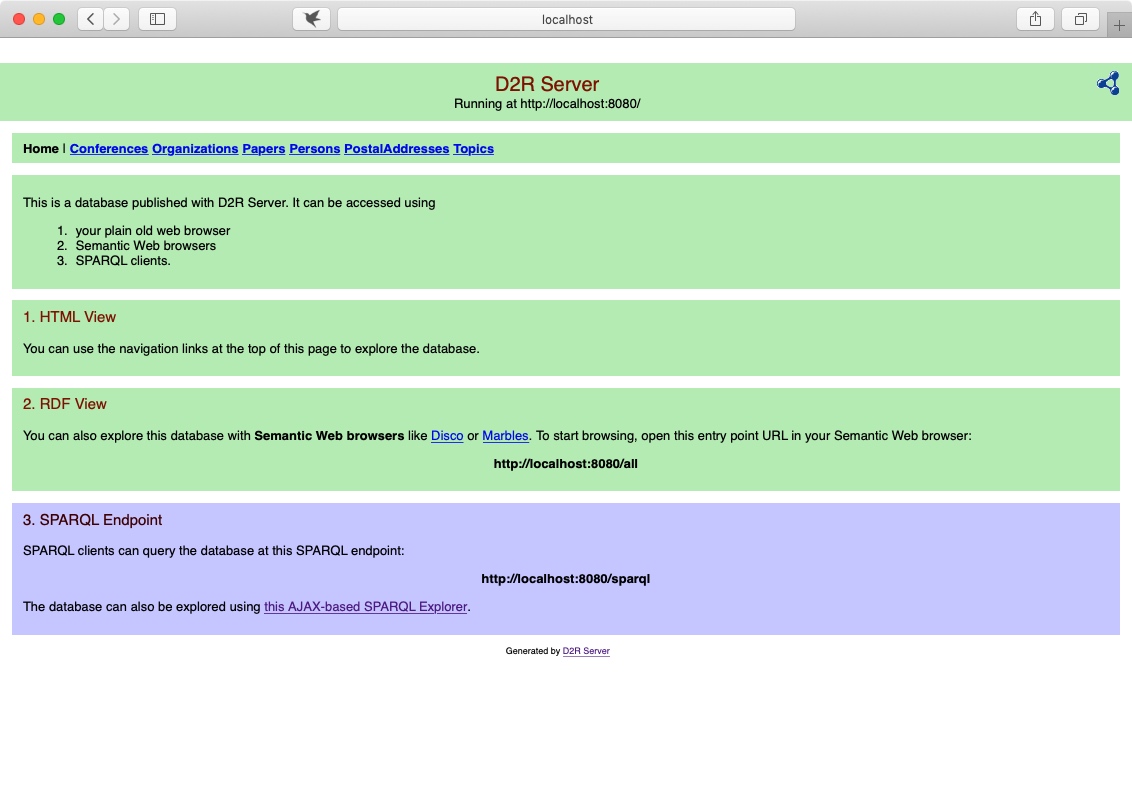 localhost
D2R Server
Running at http://localhost:8080/
Home | Conferences Organizations Papers Persons PostalAddresses Topics
This is a database published with D2R Server. It can be accessed using
1. your plain old web browser
2. Semantic Web browsers
3. SPARQL clients.
1. HTML View
You can use the navigation links at the top of this page to explore the database.
2. RDF View
You can also explore this database with Semantic Web browsers like Disco or Marbles. To start browsing, open this entry point URL in your Semantic Web browser:
http://localhost:8080/all
3. SPARQL Endpoint
SPARQL clients can query the database at this SPARQL endpoint:
http://localhost:8080/sparql
The database can also be explored using this AJAX-based SPARQL Explorer.
Generated by D2R Server